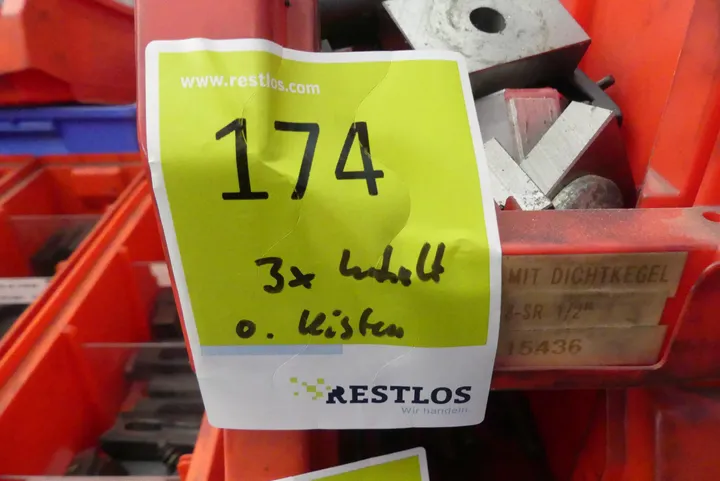 www.restlos.com
174
3x Inhalt
o. Kisten
RESTLOS
Wir handeln.
MIT DICHTKEGEL
-SR 1/2"
15436